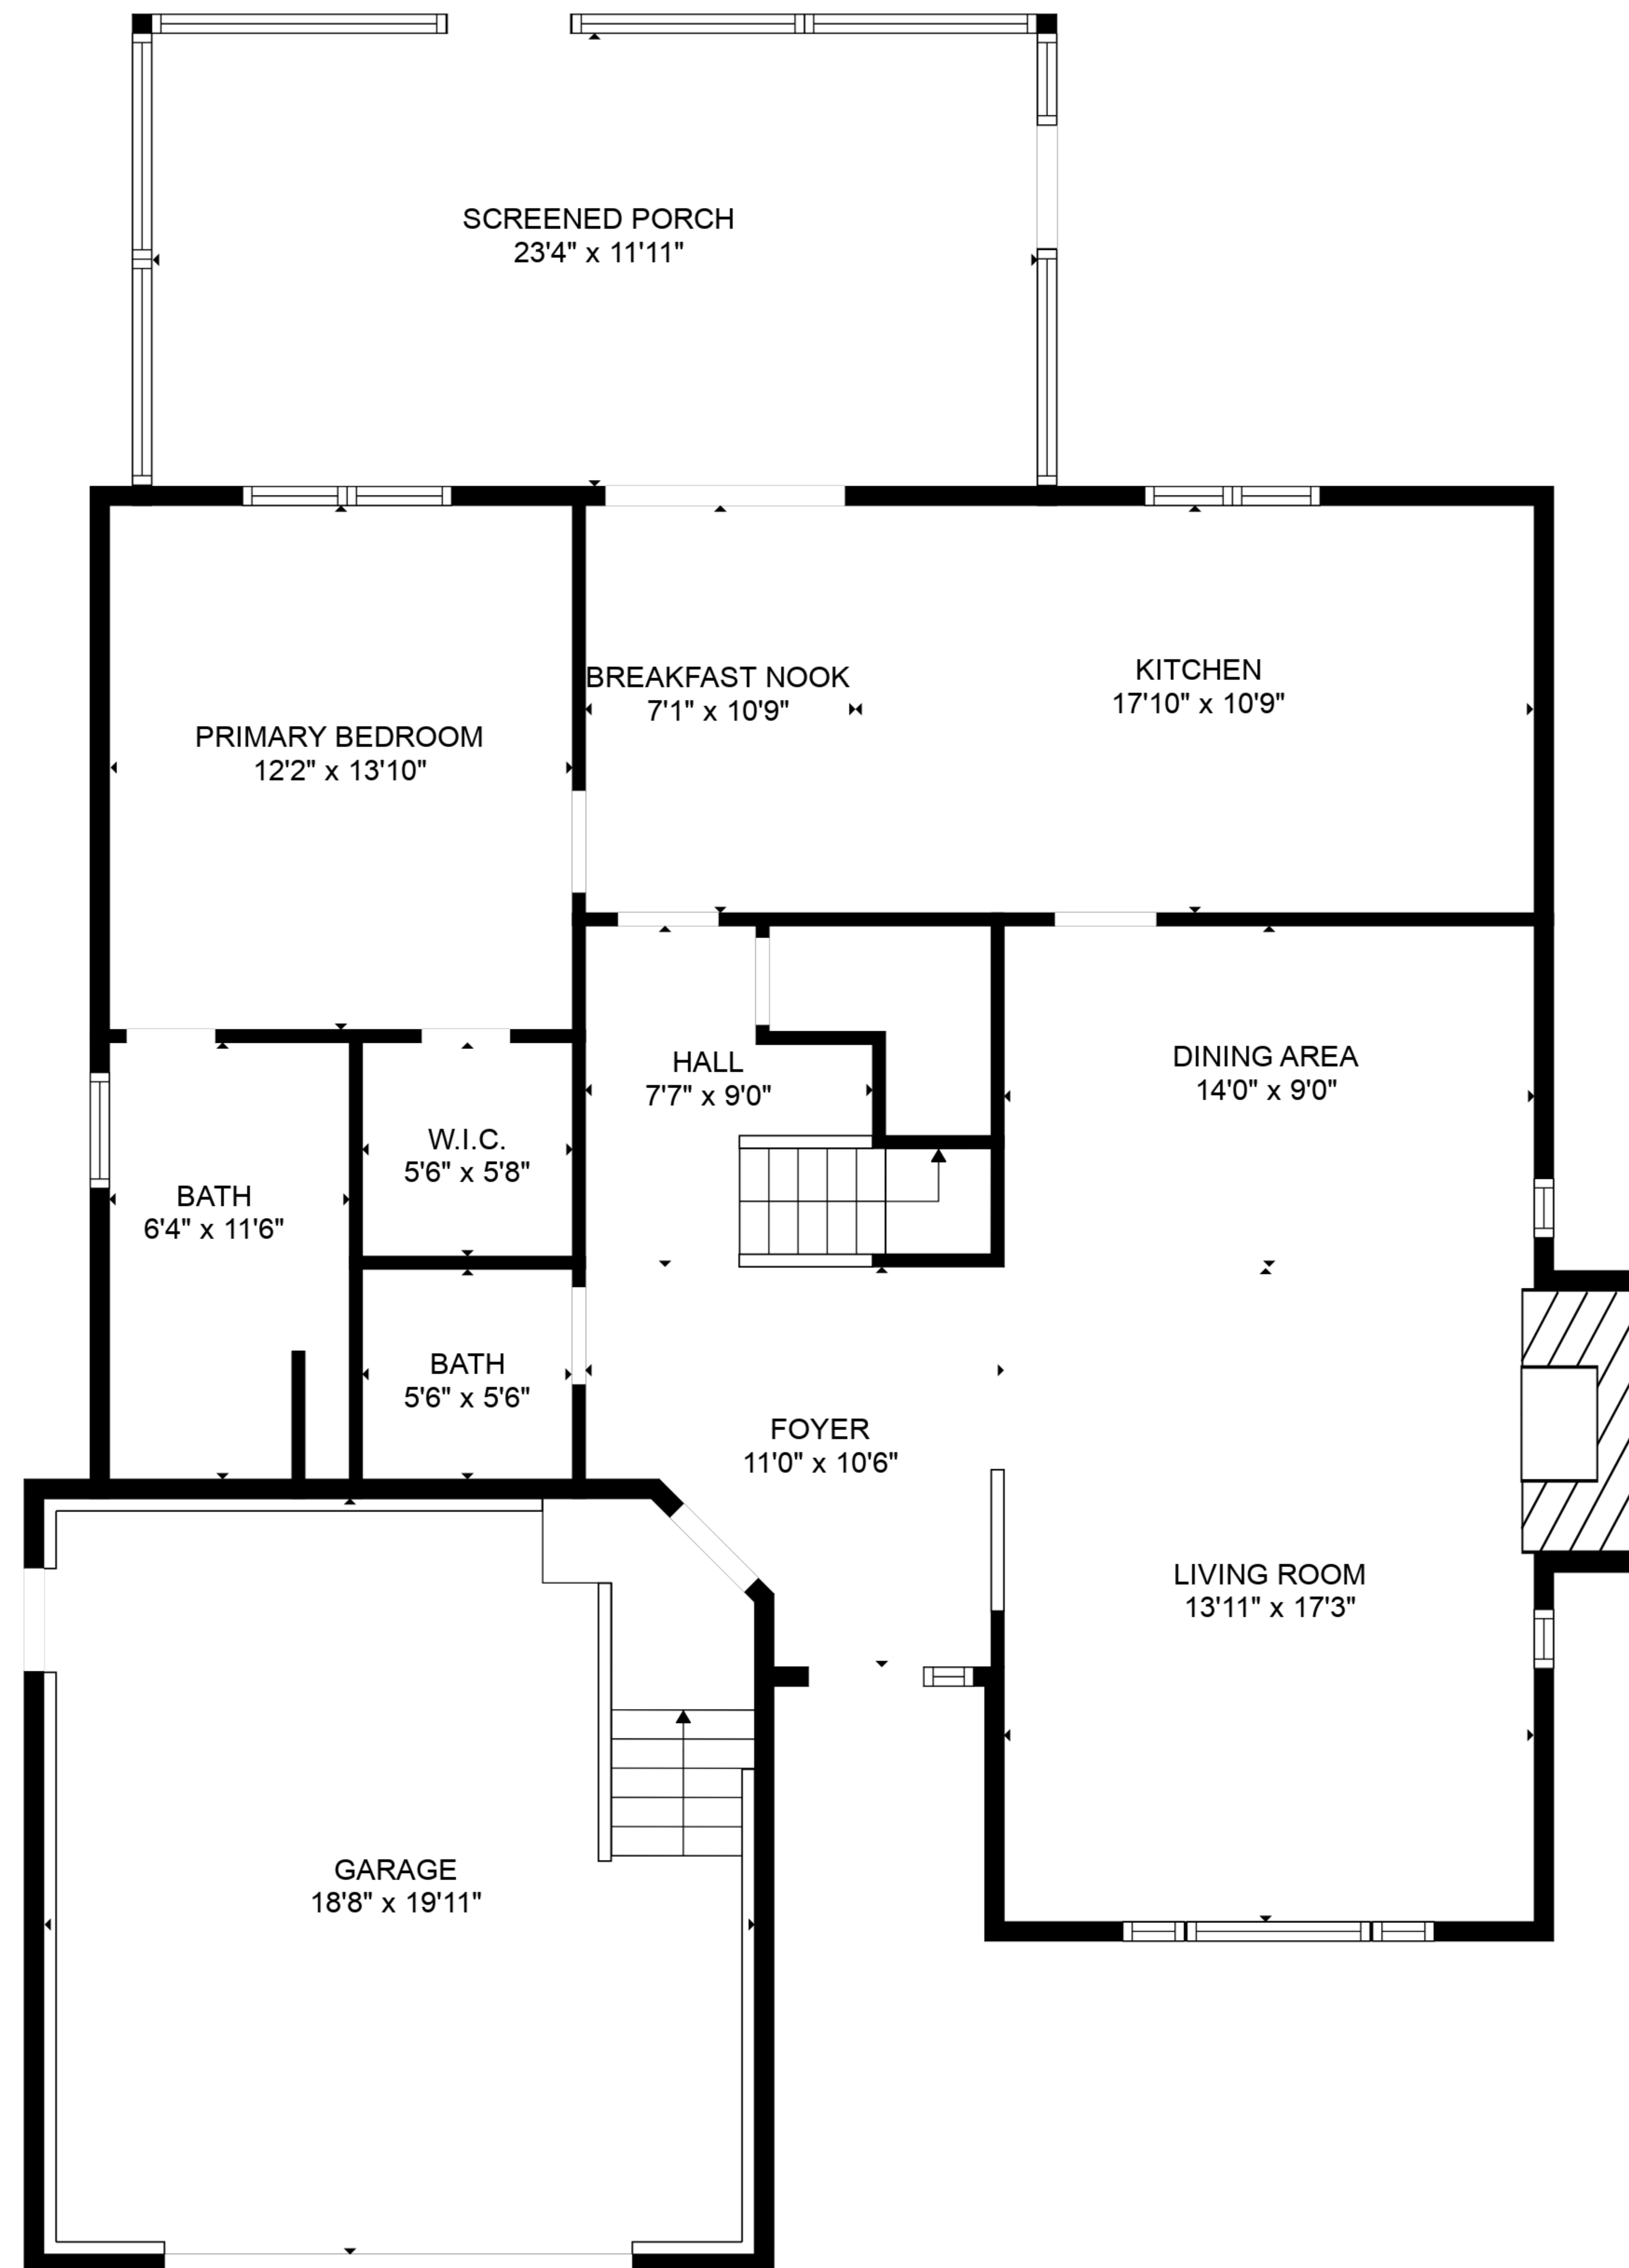 SCREENED PORCH
23'4" x 11'11"
BREAKFAST NOOK
7'1" x 10'9"
KITCHEN
17'10" x 10'9"
PRIMARY BEDROOM
12'2" x 13'10"
HALL
7'7" x 9'0"
DINING AREA
14'0" x 9'0"
W.I.C.
5'6" x 5'8"
BATH
6'4" x 11'6"
BATH
5'6" x 5'6"
FOYER
11'0" x 10'6"
LIVING ROOM
13'11" x 17'3"
GARAGE
18'8" x 19'11"